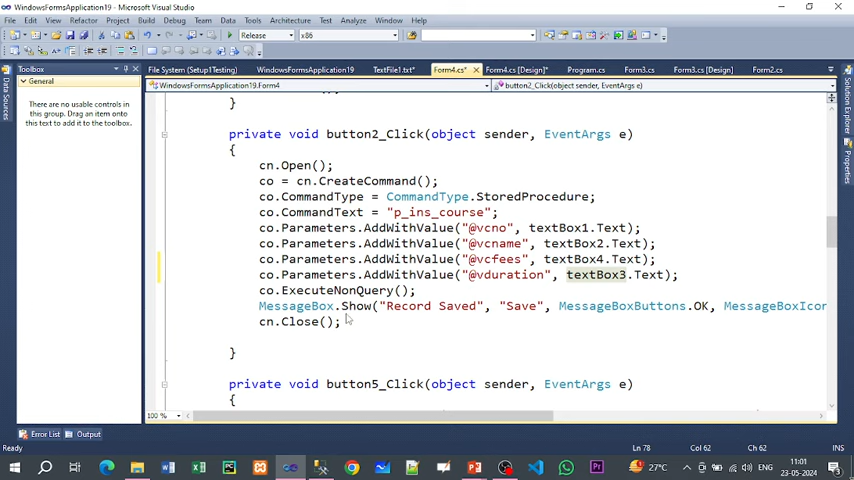 WindowsFormsApplication19 - Microsoft Visual Studio
File Edit View Refactor Project Build Debug Team Data Tools Architecture Test Analyze Window Help
Release x86
Toolbox
File System (Setup1Testing) WindowsFormsApplication19 TextFile1.txt* Form4.cs* Form4.cs [Design]* Program.cs Form3.cs Form3.cs [Design] Form2.cs
General
WindowsFormsApplication19.Form4 button2_Click(object sender, EventArgs e)
There are no usable controls in this group. Drag an item onto this text to add it to the toolbox.
Data Sources
Solution Explorer
Properties
}
private void button2_Click(object sender, EventArgs e)
{
cn.Open();
co = cn.CreateCommand();
co.CommandType = CommandType.StoredProcedure;
co.CommandText = "p_ins_course";
co.Parameters.AddWithValue("@vcno", textBox1.Text);
co.Parameters.AddWithValue("@vcname", textBox2.Text);
co.Parameters.AddWithValue("@vcfees", textBox4.Text);
co.Parameters.AddWithValue("@vduration", textBox3.Text);
co.ExecuteNonQuery();
MessageBox.Show("Record Saved", "Save", MessageBoxButtons.OK, MessageBoxIcon
cn.Close();
}
private void button5_Click(object sender, EventArgs e)
{
100 %
Error List Output
Ready Ln 78 Col 62 Ch 62 INS
27°C ENG 11:01
23-05-2024